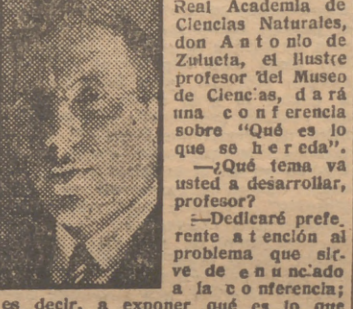 Real Academia de
Ciencias Naturales,
don Antonio de
Zulueta, el ilustre
profesor del Museo
de Ciencias, dará
una conferencia
sobre "Qué es lo
que se hereda".
—¿Qué tema va
usted a desarrollar,
profesor?
—Dedicaré prefe-
rente atención al
problema que sir-
ve de enunciado
a la conferencia;
es decir, a exponer qué es lo que